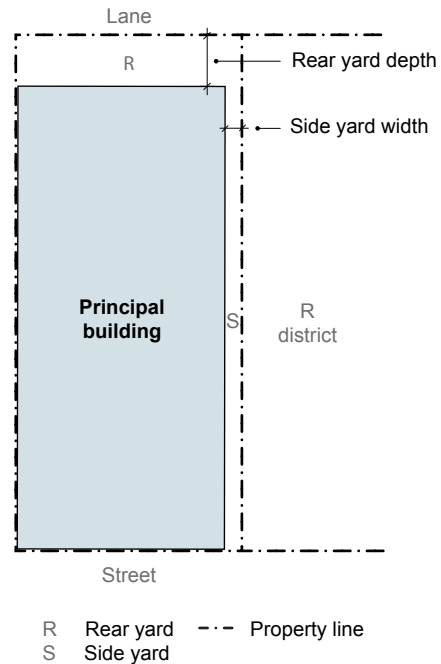 Lane
R
Rear yard depth
Side yard width
Principal
building
S
R
district
Street
R Rear yard Property line
S Side yard